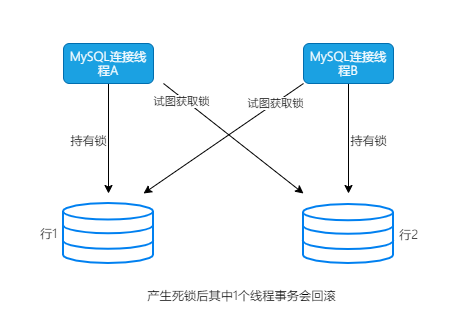 MySQL连接线
程A
MySQL连接线
程B
试图获取锁
试图获取锁
持有锁
持有锁
行1
行2
产生死锁后其中1个线程事务会回滚